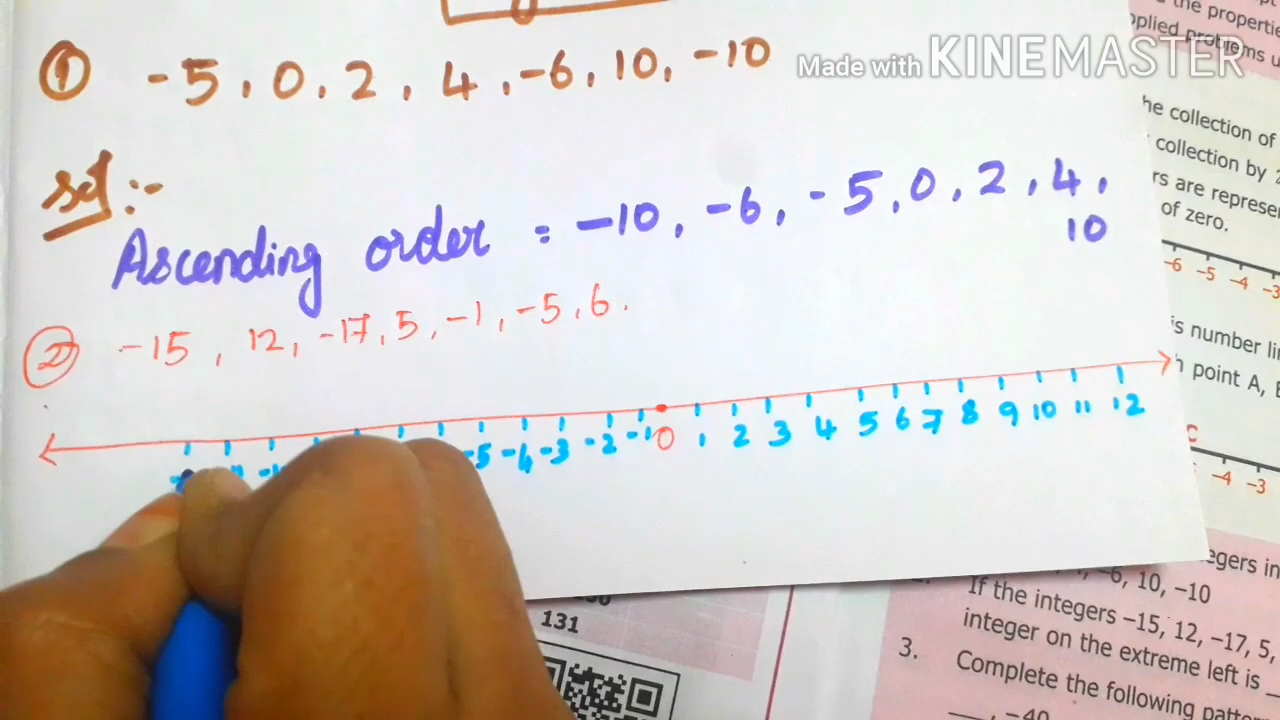 Made with KINEMASTER
① -5, 0, 2, 4, -6, 10, -10
Sol :-
Ascending order = -10, -6, -5, 0, 2, 4,
10
② -15, 12, -17, 5, -1, -5, 6.
-5 -4 -3 -2 -1 0 1 2 3 4 5 6 7 8 9 10 11 12
the properties
applied problems
he collection of
collection by
rs are represen
of zero.
-6 -5 -4 -3
is number lin
h point A,
-4 -3
egers in
-6, 10, -10
If the integers -15, 12, -17, 5,
integer on the extreme left is
3. Complete the following patter
, -40
131